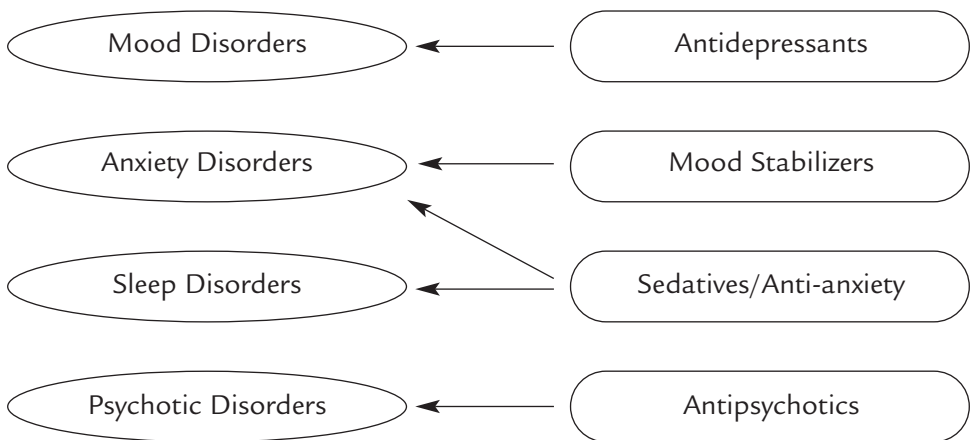 Mood Disorders
Antidepressants
Anxiety Disorders
Mood Stabilizers
Sleep Disorders
Sedatives/Anti-anxiety
Psychotic Disorders
Antipsychotics